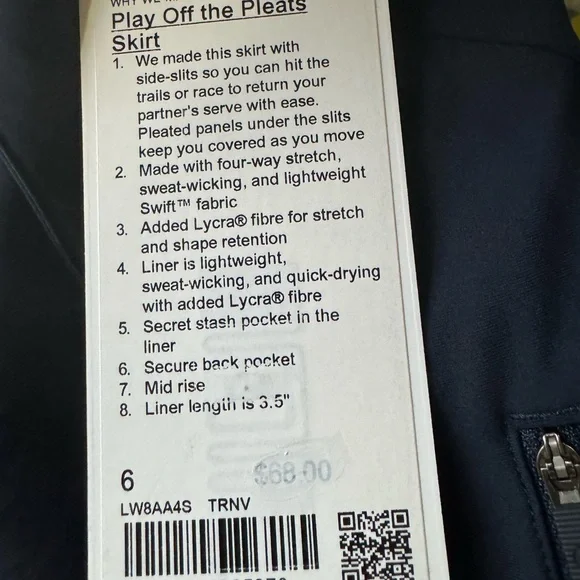 WHY WE
Play Off the Pleats
Skirt
1. We made this skirt with
side-slits so you can hit the
trails or race to return your
partner's serve with ease.
Pleated panels under the slits
keep you covered as you move
2. Made with four-way stretch,
sweat-wicking, and lightweight
Swift™ fabric
3. Added Lycra® fibre for stretch
and shape retention
4. Liner is lightweight,
sweat-wicking, and quick-drying
with added Lycra® fibre
5. Secret stash pocket in the
liner
6. Secure back pocket
7. Mid rise
8. Liner length is 3.5"
6 $68.00
LW8AA4S TRNV